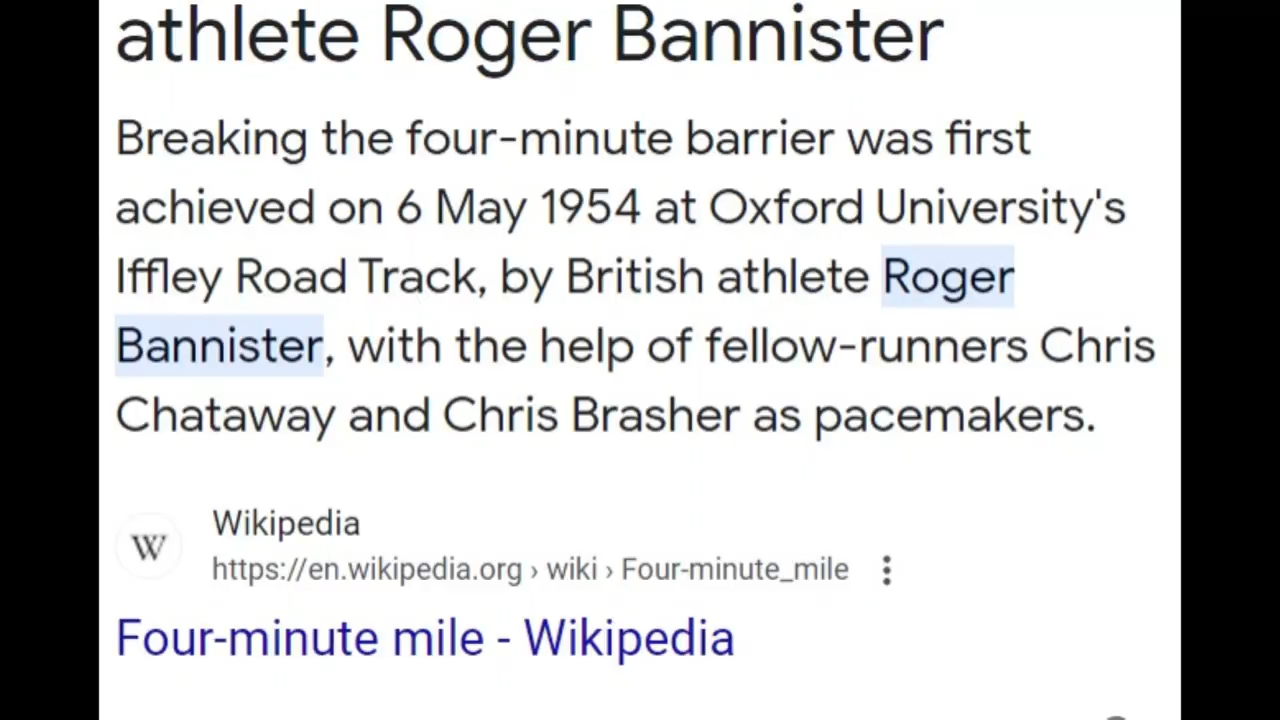 athlete Roger Bannister
Breaking the four-minute barrier was first
achieved on 6 May 1954 at Oxford University's
Iffley Road Track, by British athlete Roger
Bannister, with the help of fellow-runners Chris
Chataway and Chris Brasher as pacemakers.
W
Wikipedia
https://en.wikipedia.org › wiki › Four-minute_mile
Four-minute mile - Wikipedia